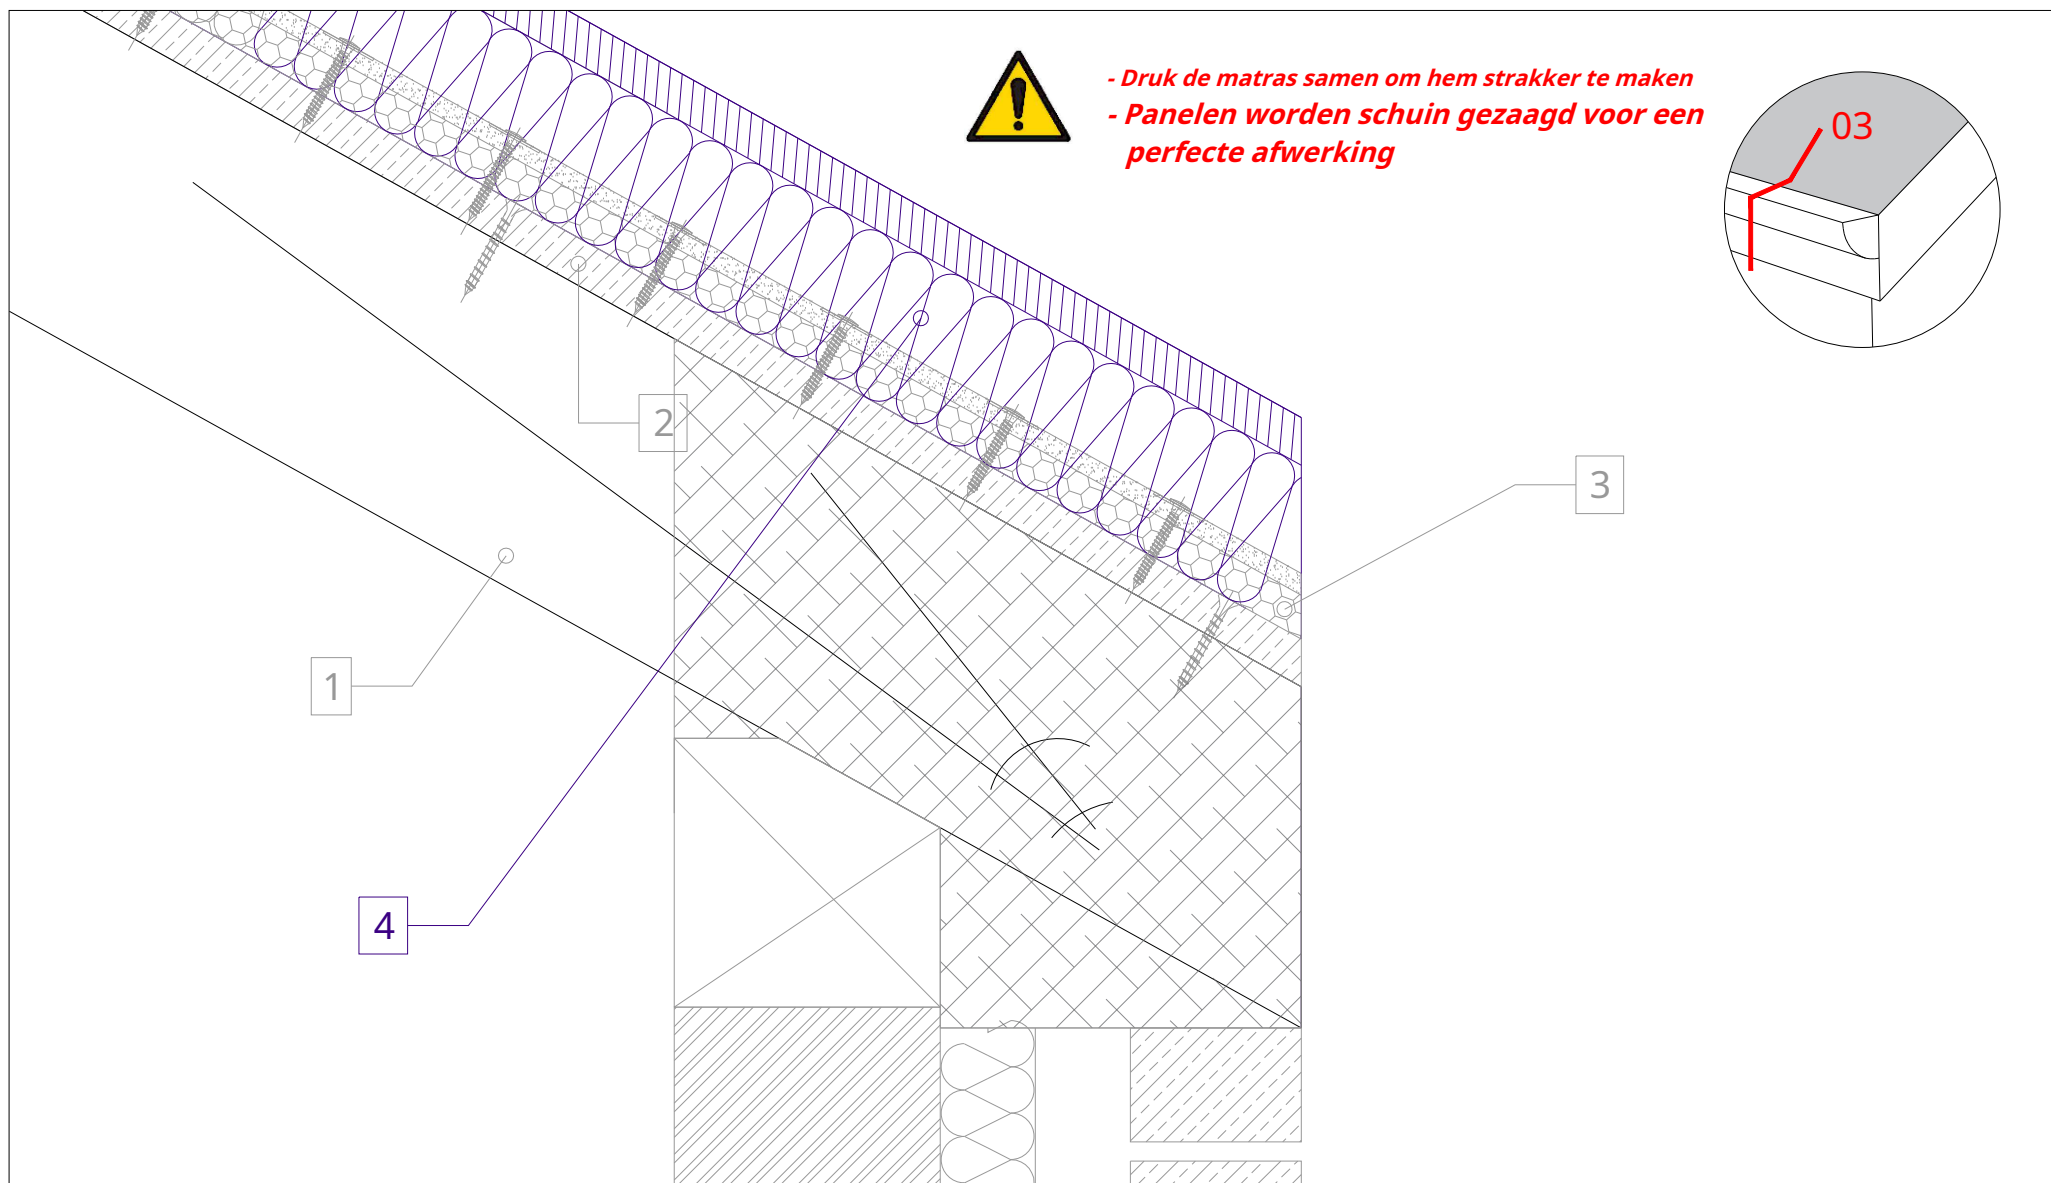 - Druk de matras samen om hem strakker te maken
- Panelen worden schuin gezaagd voor een
perfecte afwerking
03
2
3
1
4